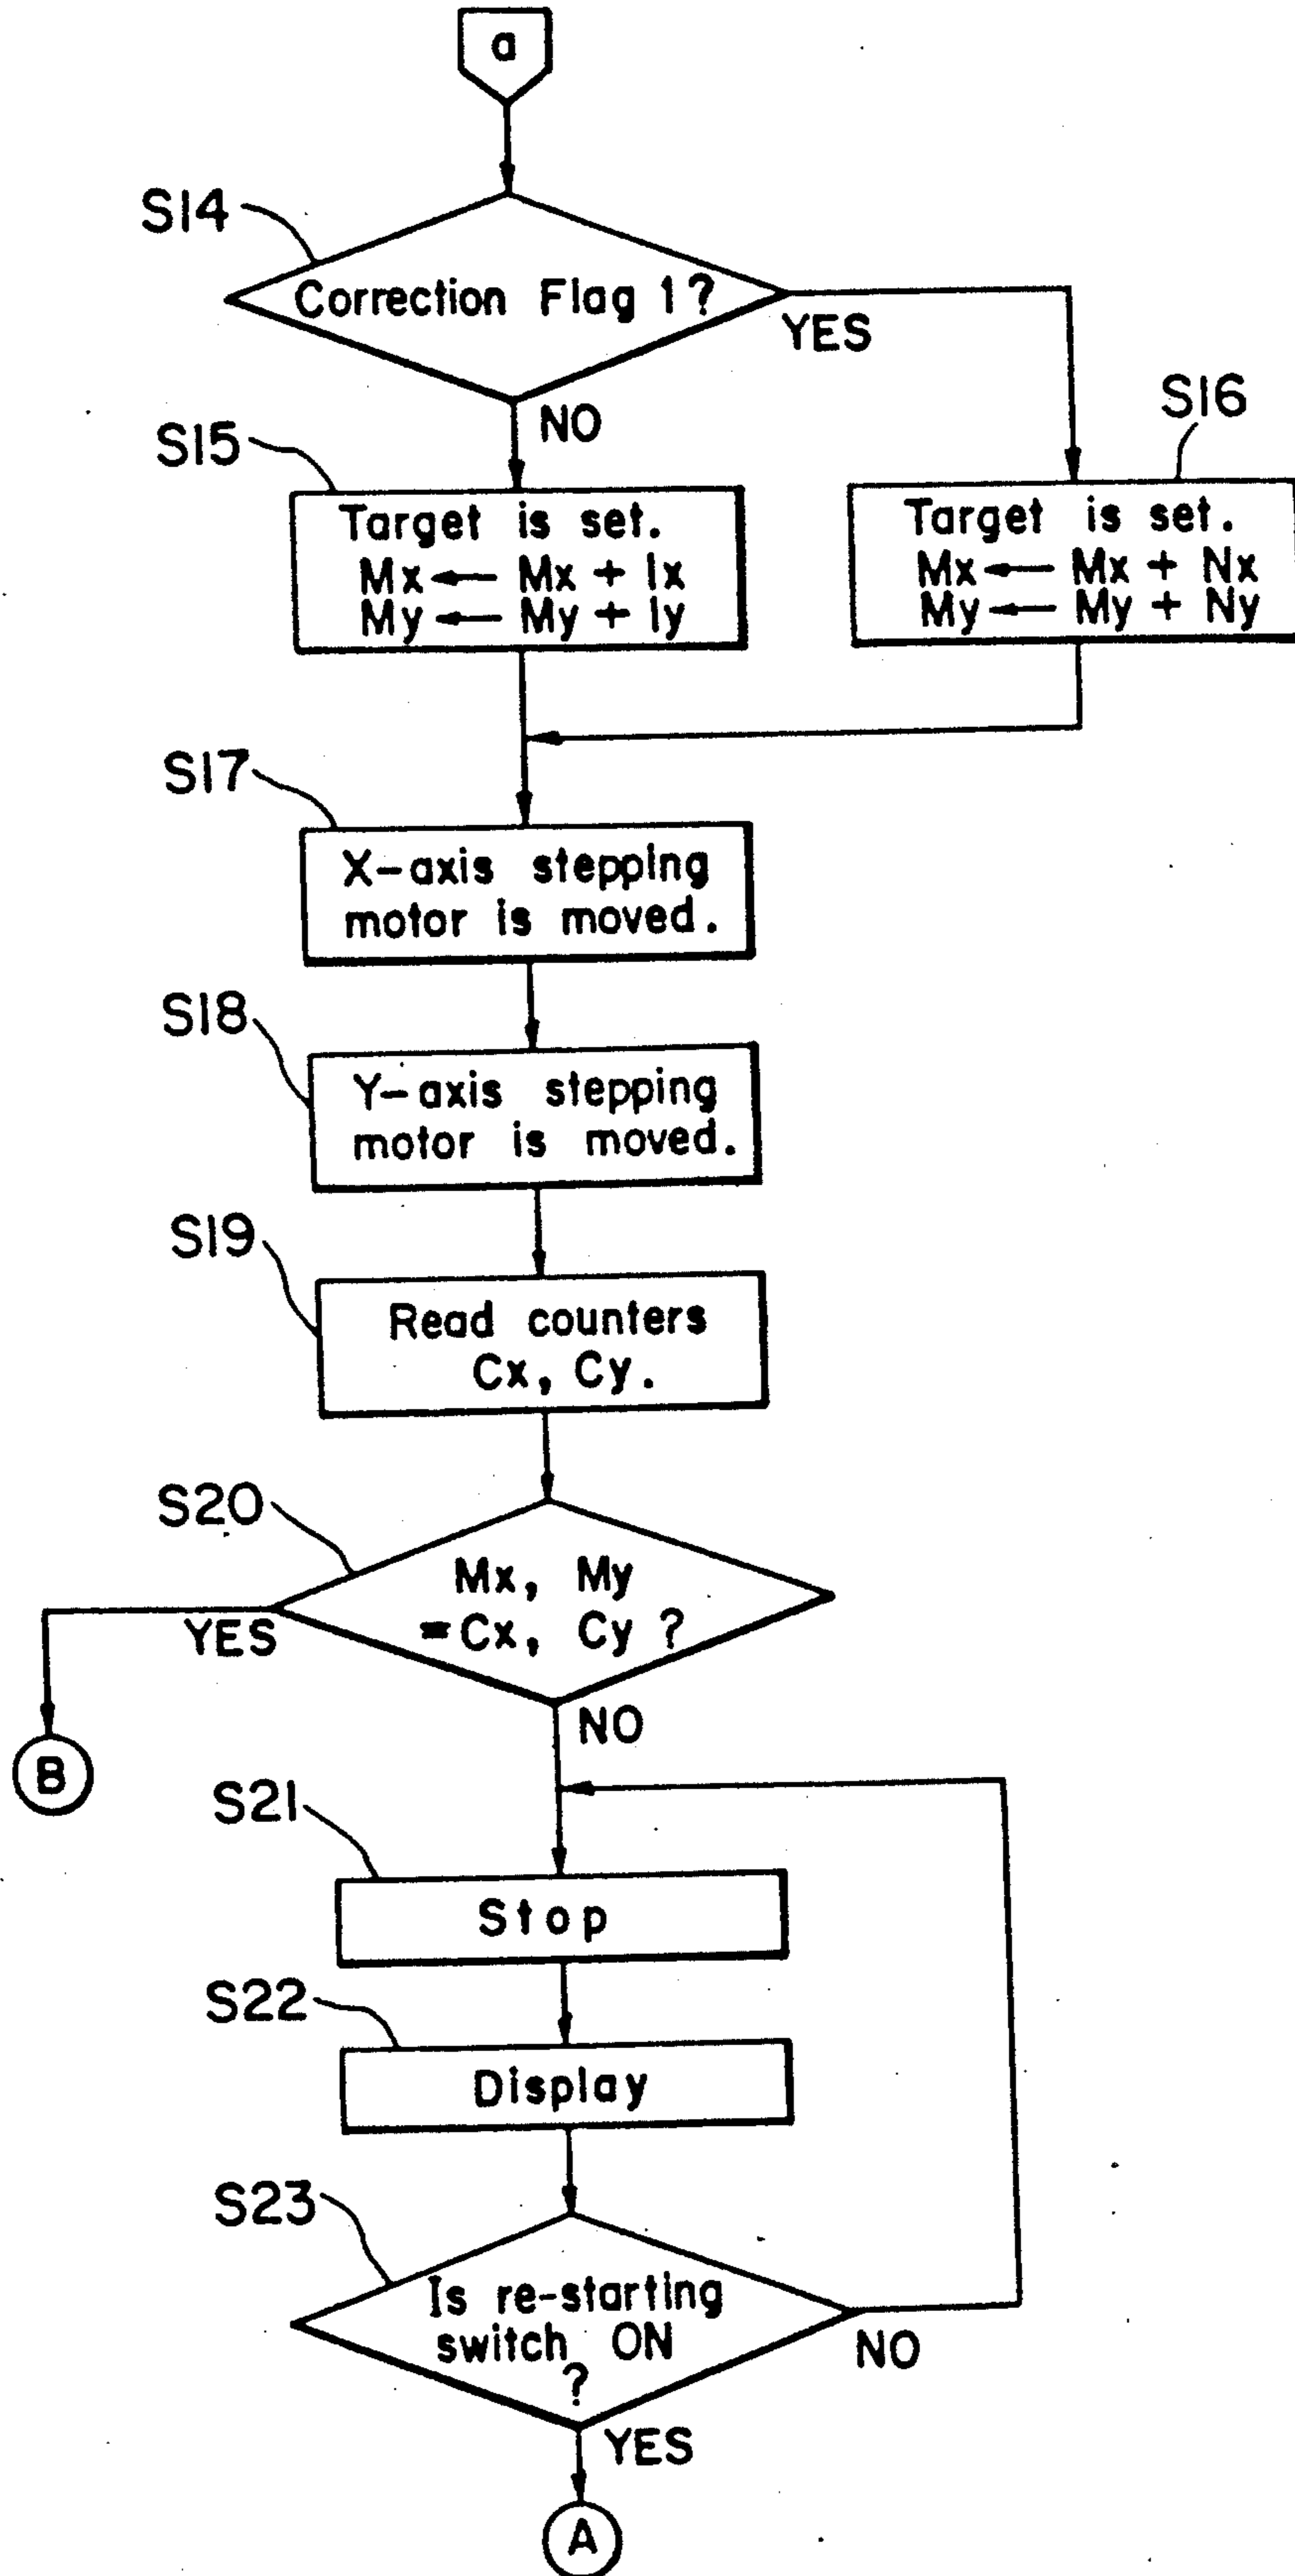 a
S14
Correction Flag 1?
YES
NO
S15
Target is set.
Mx ← Mx + Ix
My ← My + Iy
S16
Target is set.
Mx ← Mx + Nx
My ← My + Ny
S17
X-axis stepping
motor is moved.
S18
Y-axis stepping
motor is moved.
S19
Read counters
Cx, Cy.
S20
Mx, My
=Cx, Cy ?
YES
NO
B
S21
Stop
S22
Display
S23
Is re-starting
switch ON
?
NO
YES
A